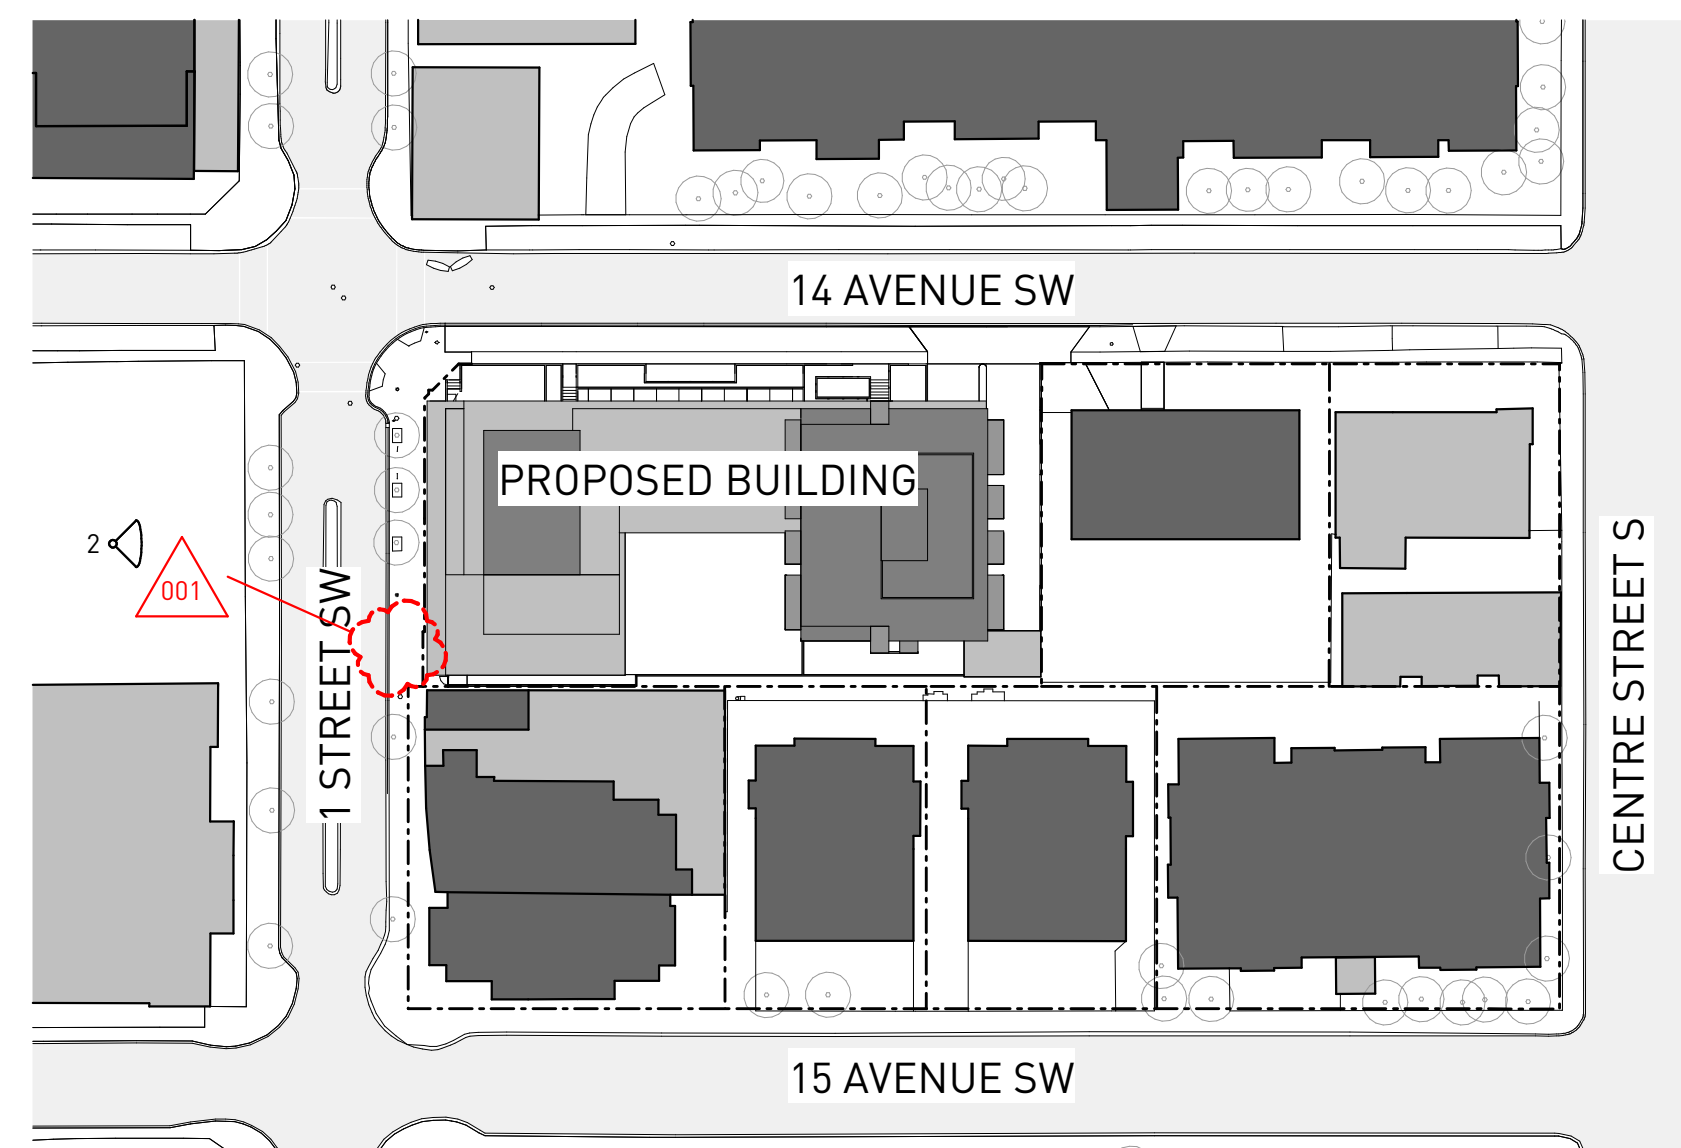 14 AVENUE SW
PROPOSED BUILDING
2
001
1 STREET SW
CENTRE STREET S
15 AVENUE SW